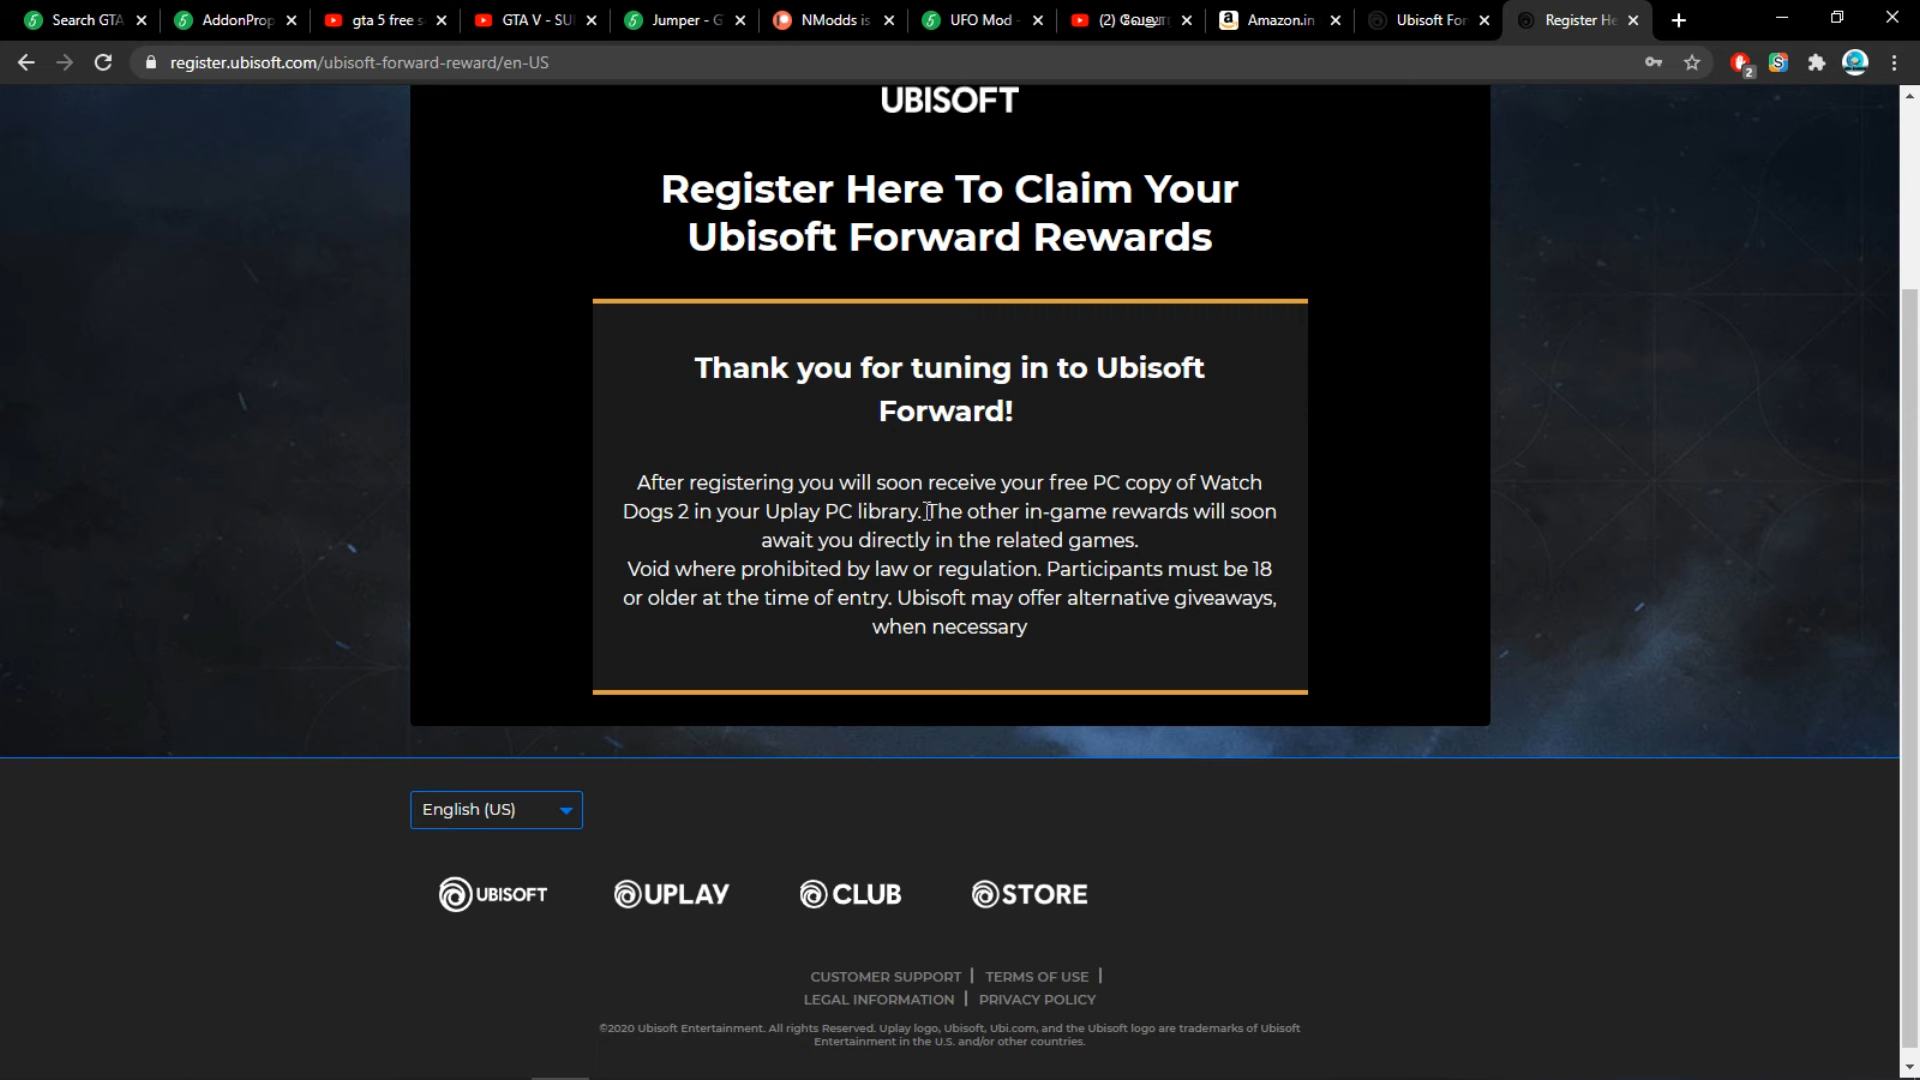 Search GTA AddonProp gta 5 free s GTA V - SU Jumper - G NModds is UFO Mod - (2) வேலா Amazon.in Ubisoft For Register He
register.ubisoft.com/ubisoft-forward-reward/en-US
2
UBISOFT
Register Here To Claim Your
Ubisoft Forward Rewards
Thank you for tuning in to Ubisoft
Forward!
After registering you will soon receive your free PC copy of Watch
Dogs 2 in your Uplay PC library. The other in-game rewards will soon
await you directly in the related games.
Void where prohibited by law or regulation. Participants must be 18
or older at the time of entry. Ubisoft may offer alternative giveaways,
when necessary
English (US)
UBISOFT UPLAY CLUB STORE
CUSTOMER SUPPORT | TERMS OF USE |
LEGAL INFORMATION | PRIVACY POLICY
©2020 Ubisoft Entertainment. All rights Reserved. Uplay logo, Ubisoft, Ubi.com, and the Ubisoft logo are trademarks of Ubisoft
Entertainment in the U.S. and/or other countries.